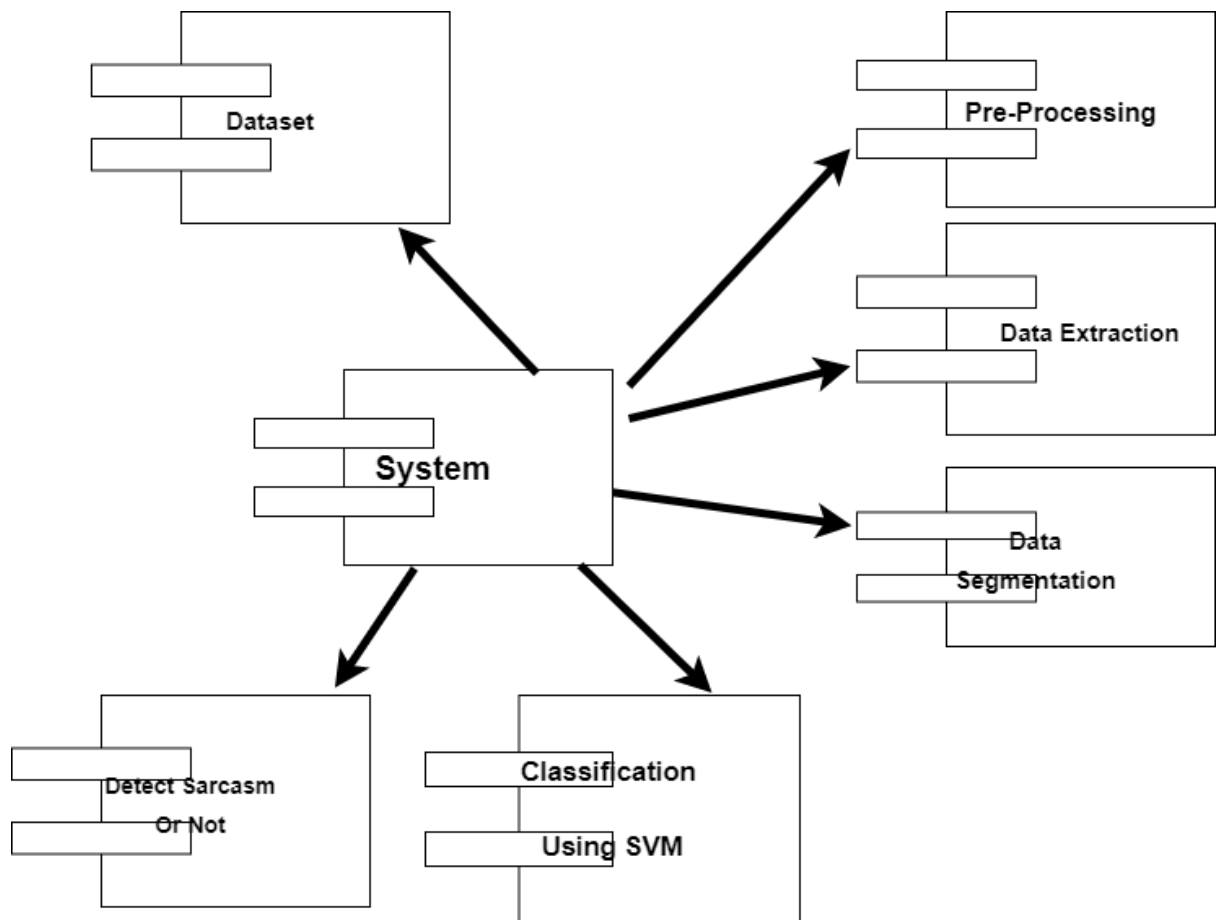 Dataset
Pre-Processing
Data Extraction
System
Data
Segmentation
Detect Sarcasm
Or Not
Classification
Using SVM